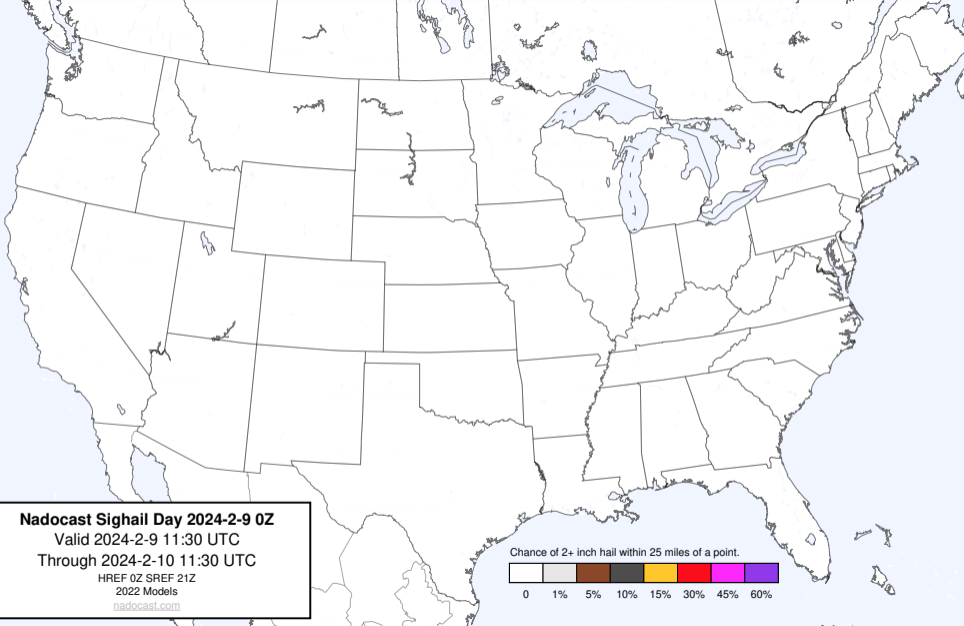 Nadocast Sighail Day 2024-2-9 0Z
Valid 2024-2-9 11:30 UTC
Through 2024-2-10 11:30 UTC
HREF 0Z SREF 21Z
2022 Models
nadocast.com
Chance of 2+ inch hail within 25 miles of a point.
0 1% 5% 10% 15% 30% 45% 60%